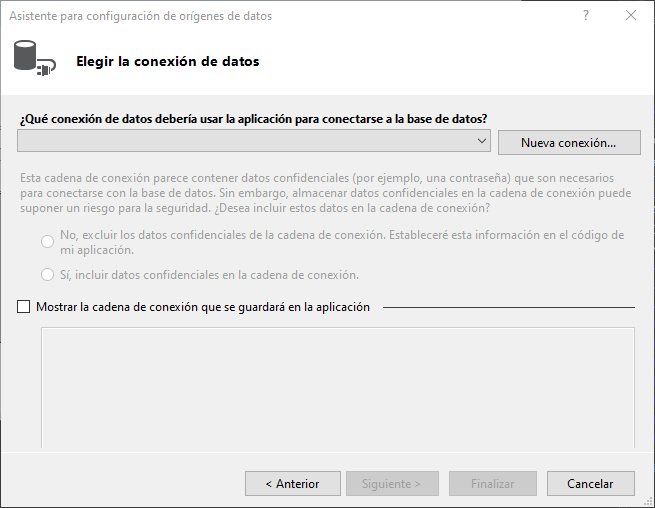 Asistente para configuración de orígenes de datos
?
Elegir la conexión de datos
¿Qué conexión de datos debería usar la aplicación para conectarse a la base de datos?
Nueva conexión...
Esta cadena de conexión parece contener datos confidenciales (por ejemplo, una contraseña) que son necesarios
para conectarse con la base de datos. Sin embargo, almacenar datos confidenciales en la cadena de conexión puede
suponer un riesgo para la seguridad. ¿Desea incluir estos datos en la cadena de conexión?
No, excluir los datos confidenciales de la cadena de conexión. Estableceré esta información en el código de
mi aplicación.
Sí, incluir datos confidenciales en la cadena de conexión.
Mostrar la cadena de conexión que se guardará en la aplicación
< Anterior
Siguiente >
Finalizar
Cancelar